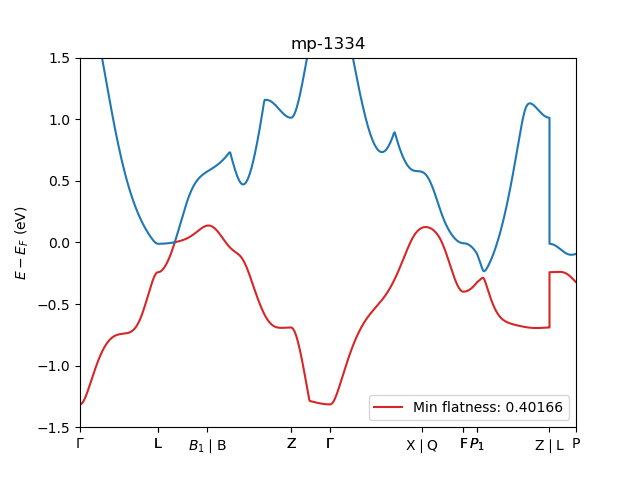 mp-1334
1.5
1.0
0.5
0.0
−0.5
−1.0
−1.5
E − E_F (eV)
Min flatness: 0.40166
Γ L B₁ | B Z Γ X | Q F P₁ Z | L P